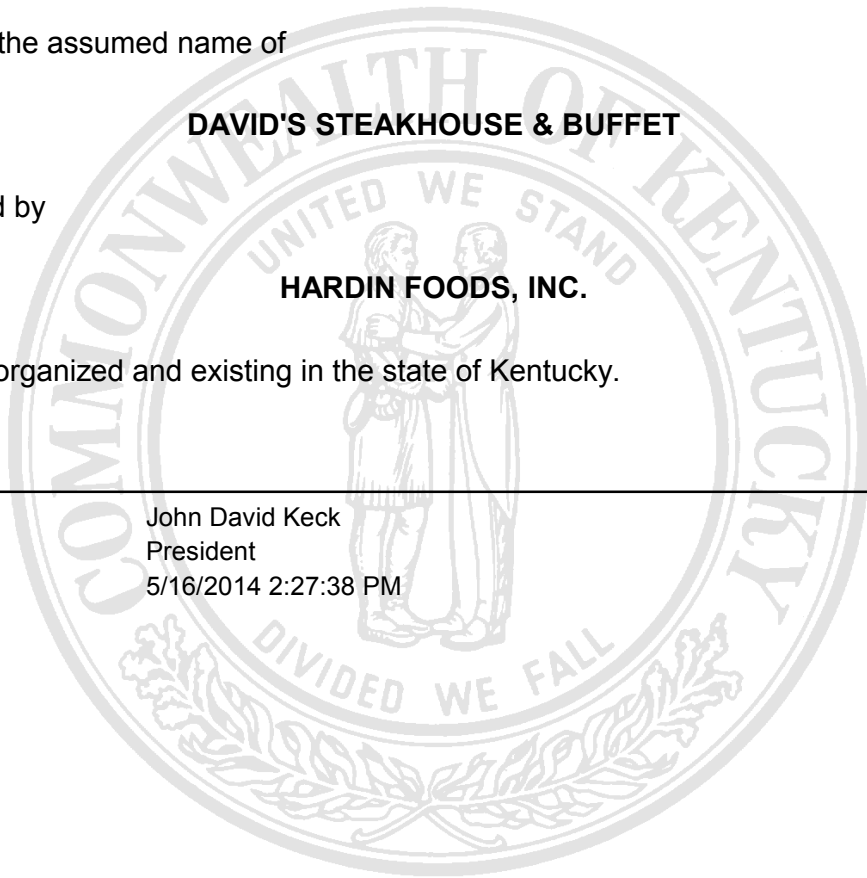 the assumed name of
DAVID'S STEAKHOUSE & BUFFET
by
HARDIN FOODS, INC.
organized and existing in the state of Kentucky.
John David Keck
President
5/16/2014 2:27:38 PM
COMMONWEALTH OF KENTUCKY
UNITED WE STAND
DIVIDED WE FALL